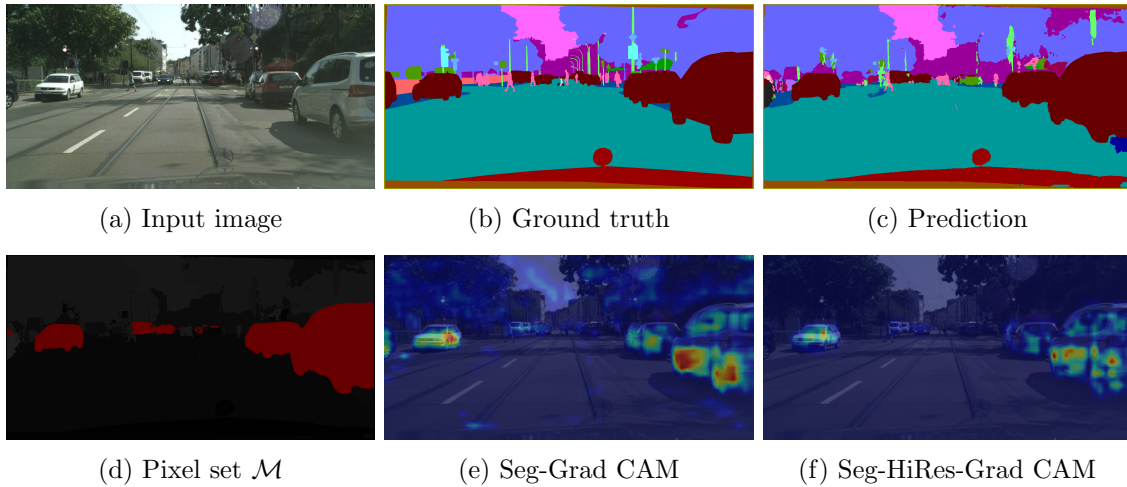 (a) Input image
(b) Ground truth
(c) Prediction
(d) Pixel set ℳ
(e) Seg-Grad CAM
(f) Seg-HiRes-Grad CAM